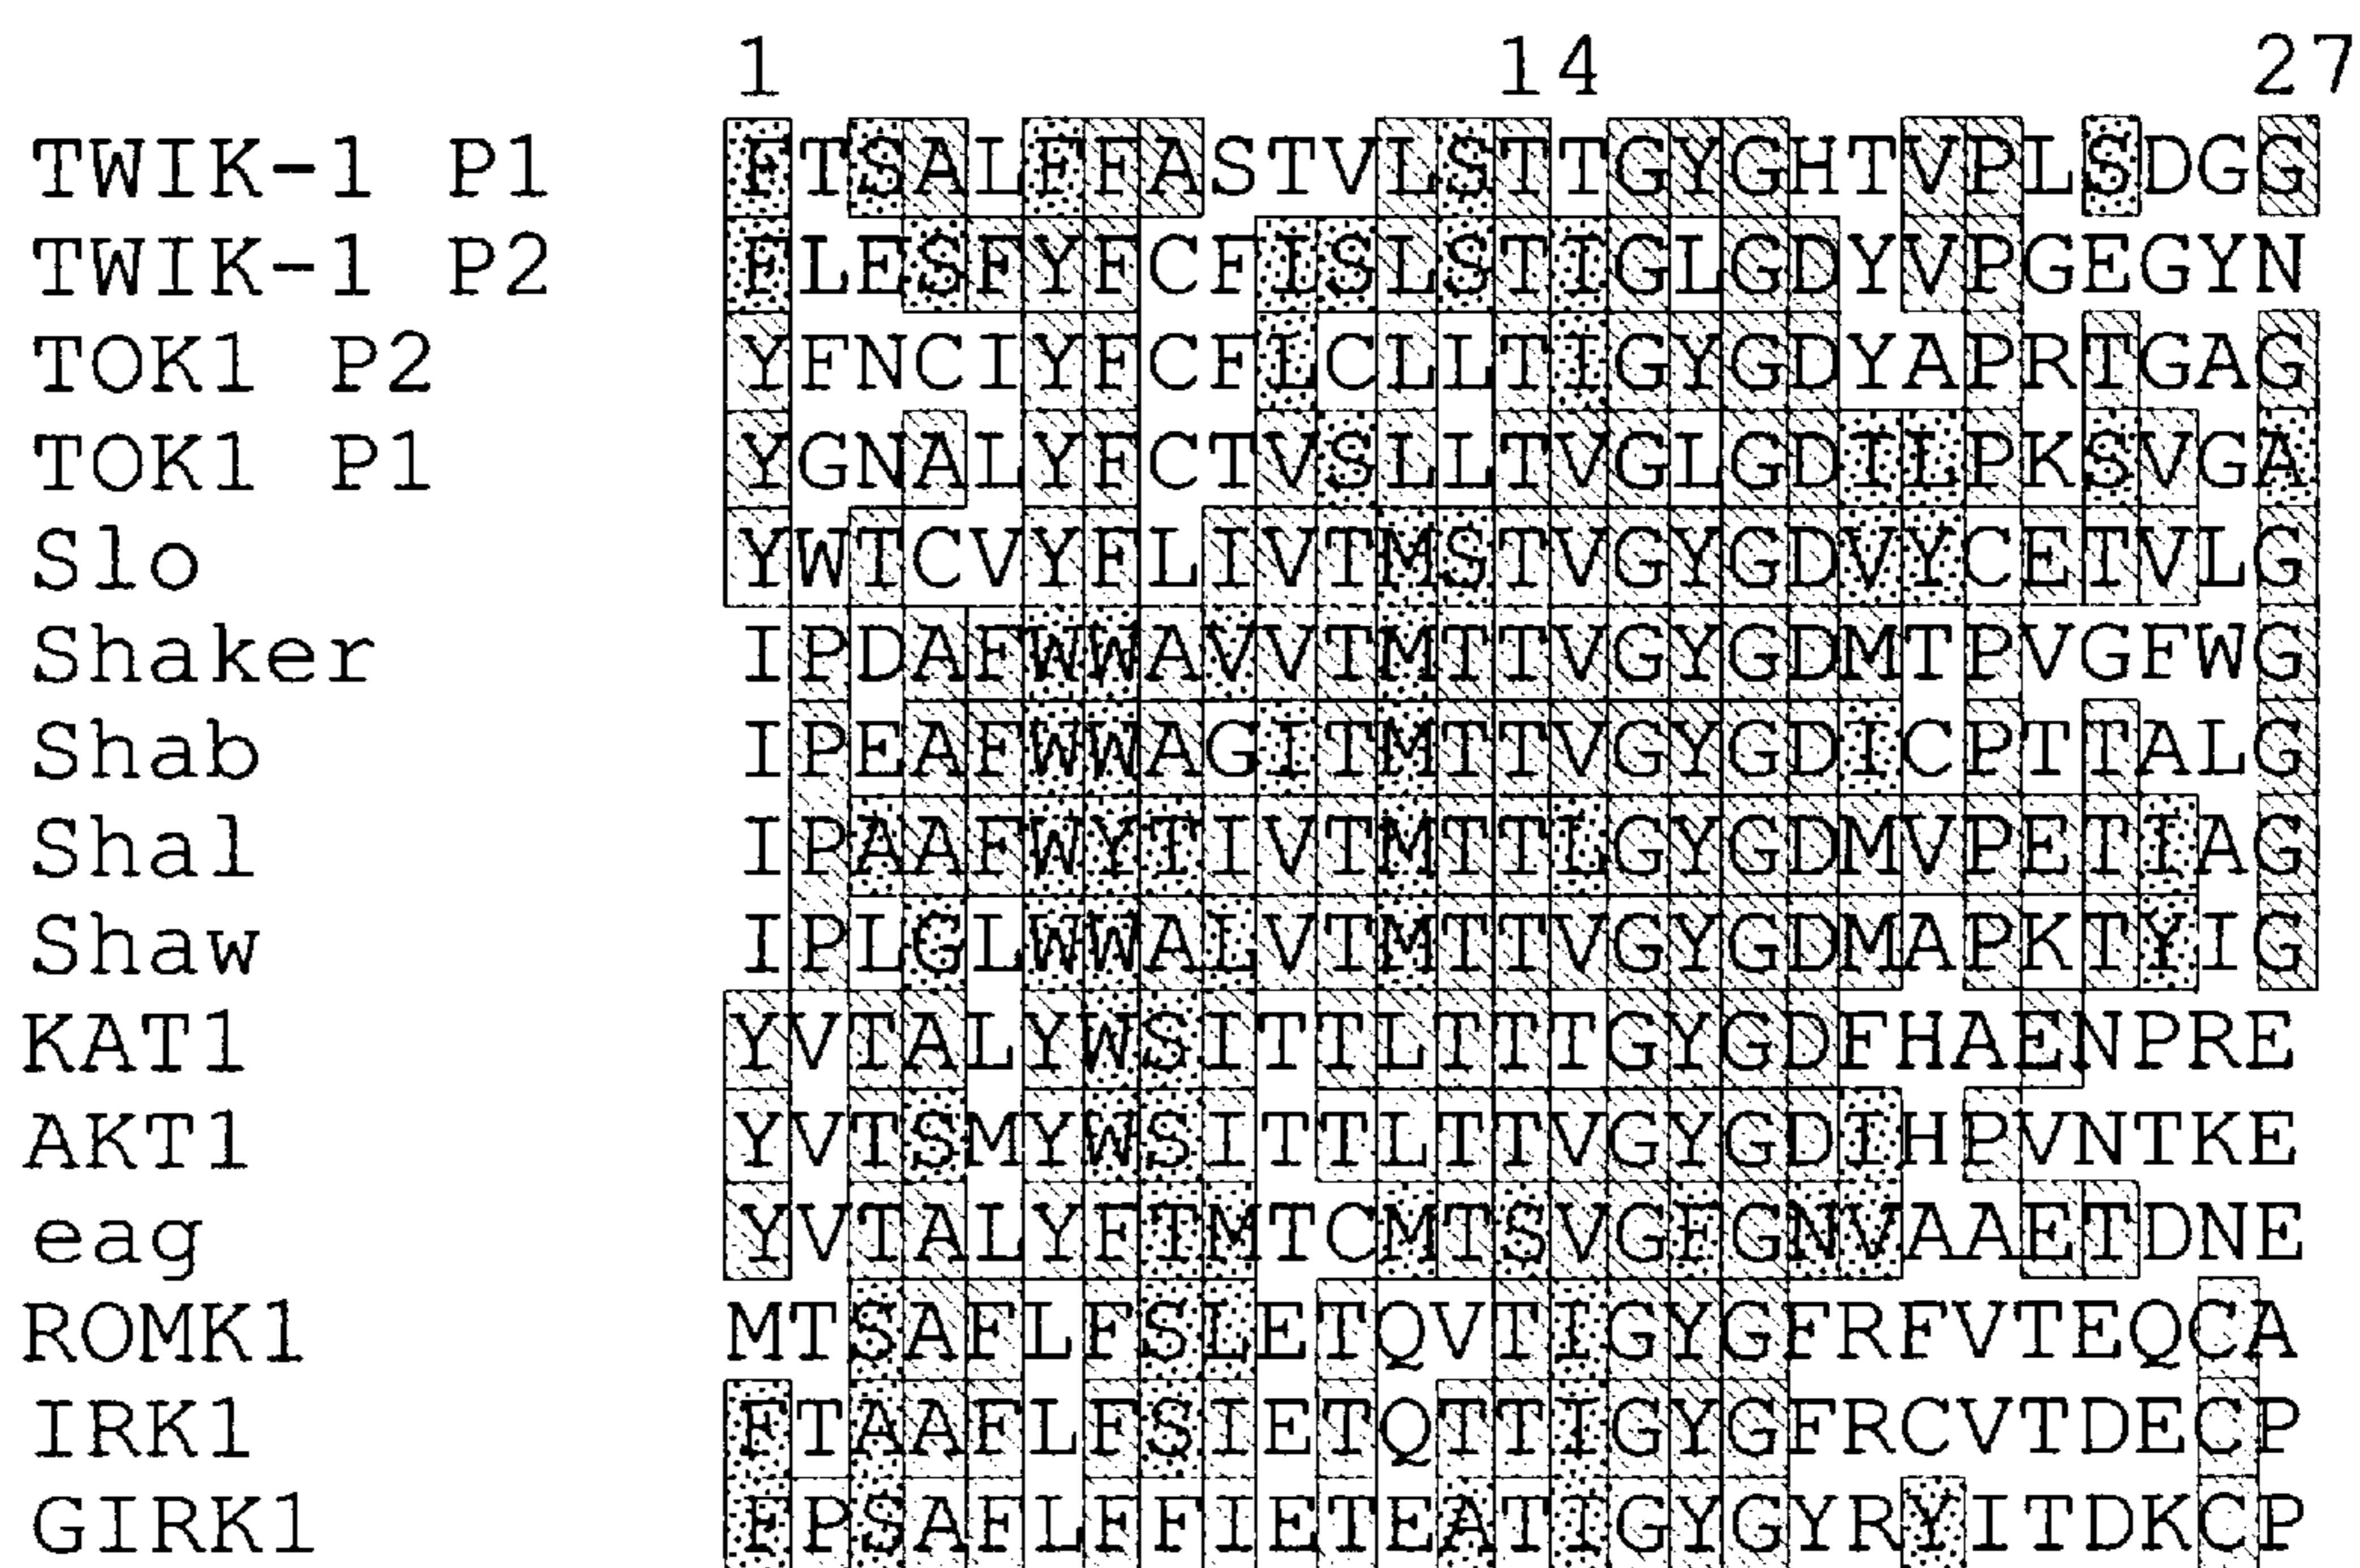 1 14 27
TWIK-1 P1 FTSALFFASTVLSTTGYGHTVPLSDGG
TWIK-1 P2 FLESFYFCFISLSTIGLGDYVPGEGYN
TOK1 P2 YFNCIYFCFLCLLTIGYGDYAPRTGAG
TOK1 P1 YGNALYFCTVSLLTVGLGDILPKSVGA
Slo YWTCVYFLIVTMSTVGYGDVYCETVLG
Shaker IPDAFWWAVVTMTTVGYGDMTPVGFWG
Shab IPEAFWWAGITMTTVGYGDICPTTALG
Shal IPAAFWYTIVTMTTLGYGDMVPETIAG
Shaw IPLGLWWALVTMTTVGYGDMAPKTYIG
KAT1 YVTALYWSITTLTTTGYGDFHAENPRE
AKT1 YVTSMYWSITTLTTVGYGDIHPVNTKE
eag YVTALYFTMTCMTSVGFGNVAAETDNE
ROMK1 MTSAFLFSLETQVTIGYGFRFVTEQCA
IRK1 FTAAFLFSIETQTTIGYGFRCVTDECP
GIRK1 FPSAFLFFIETEATIGYGYRYITDKCP